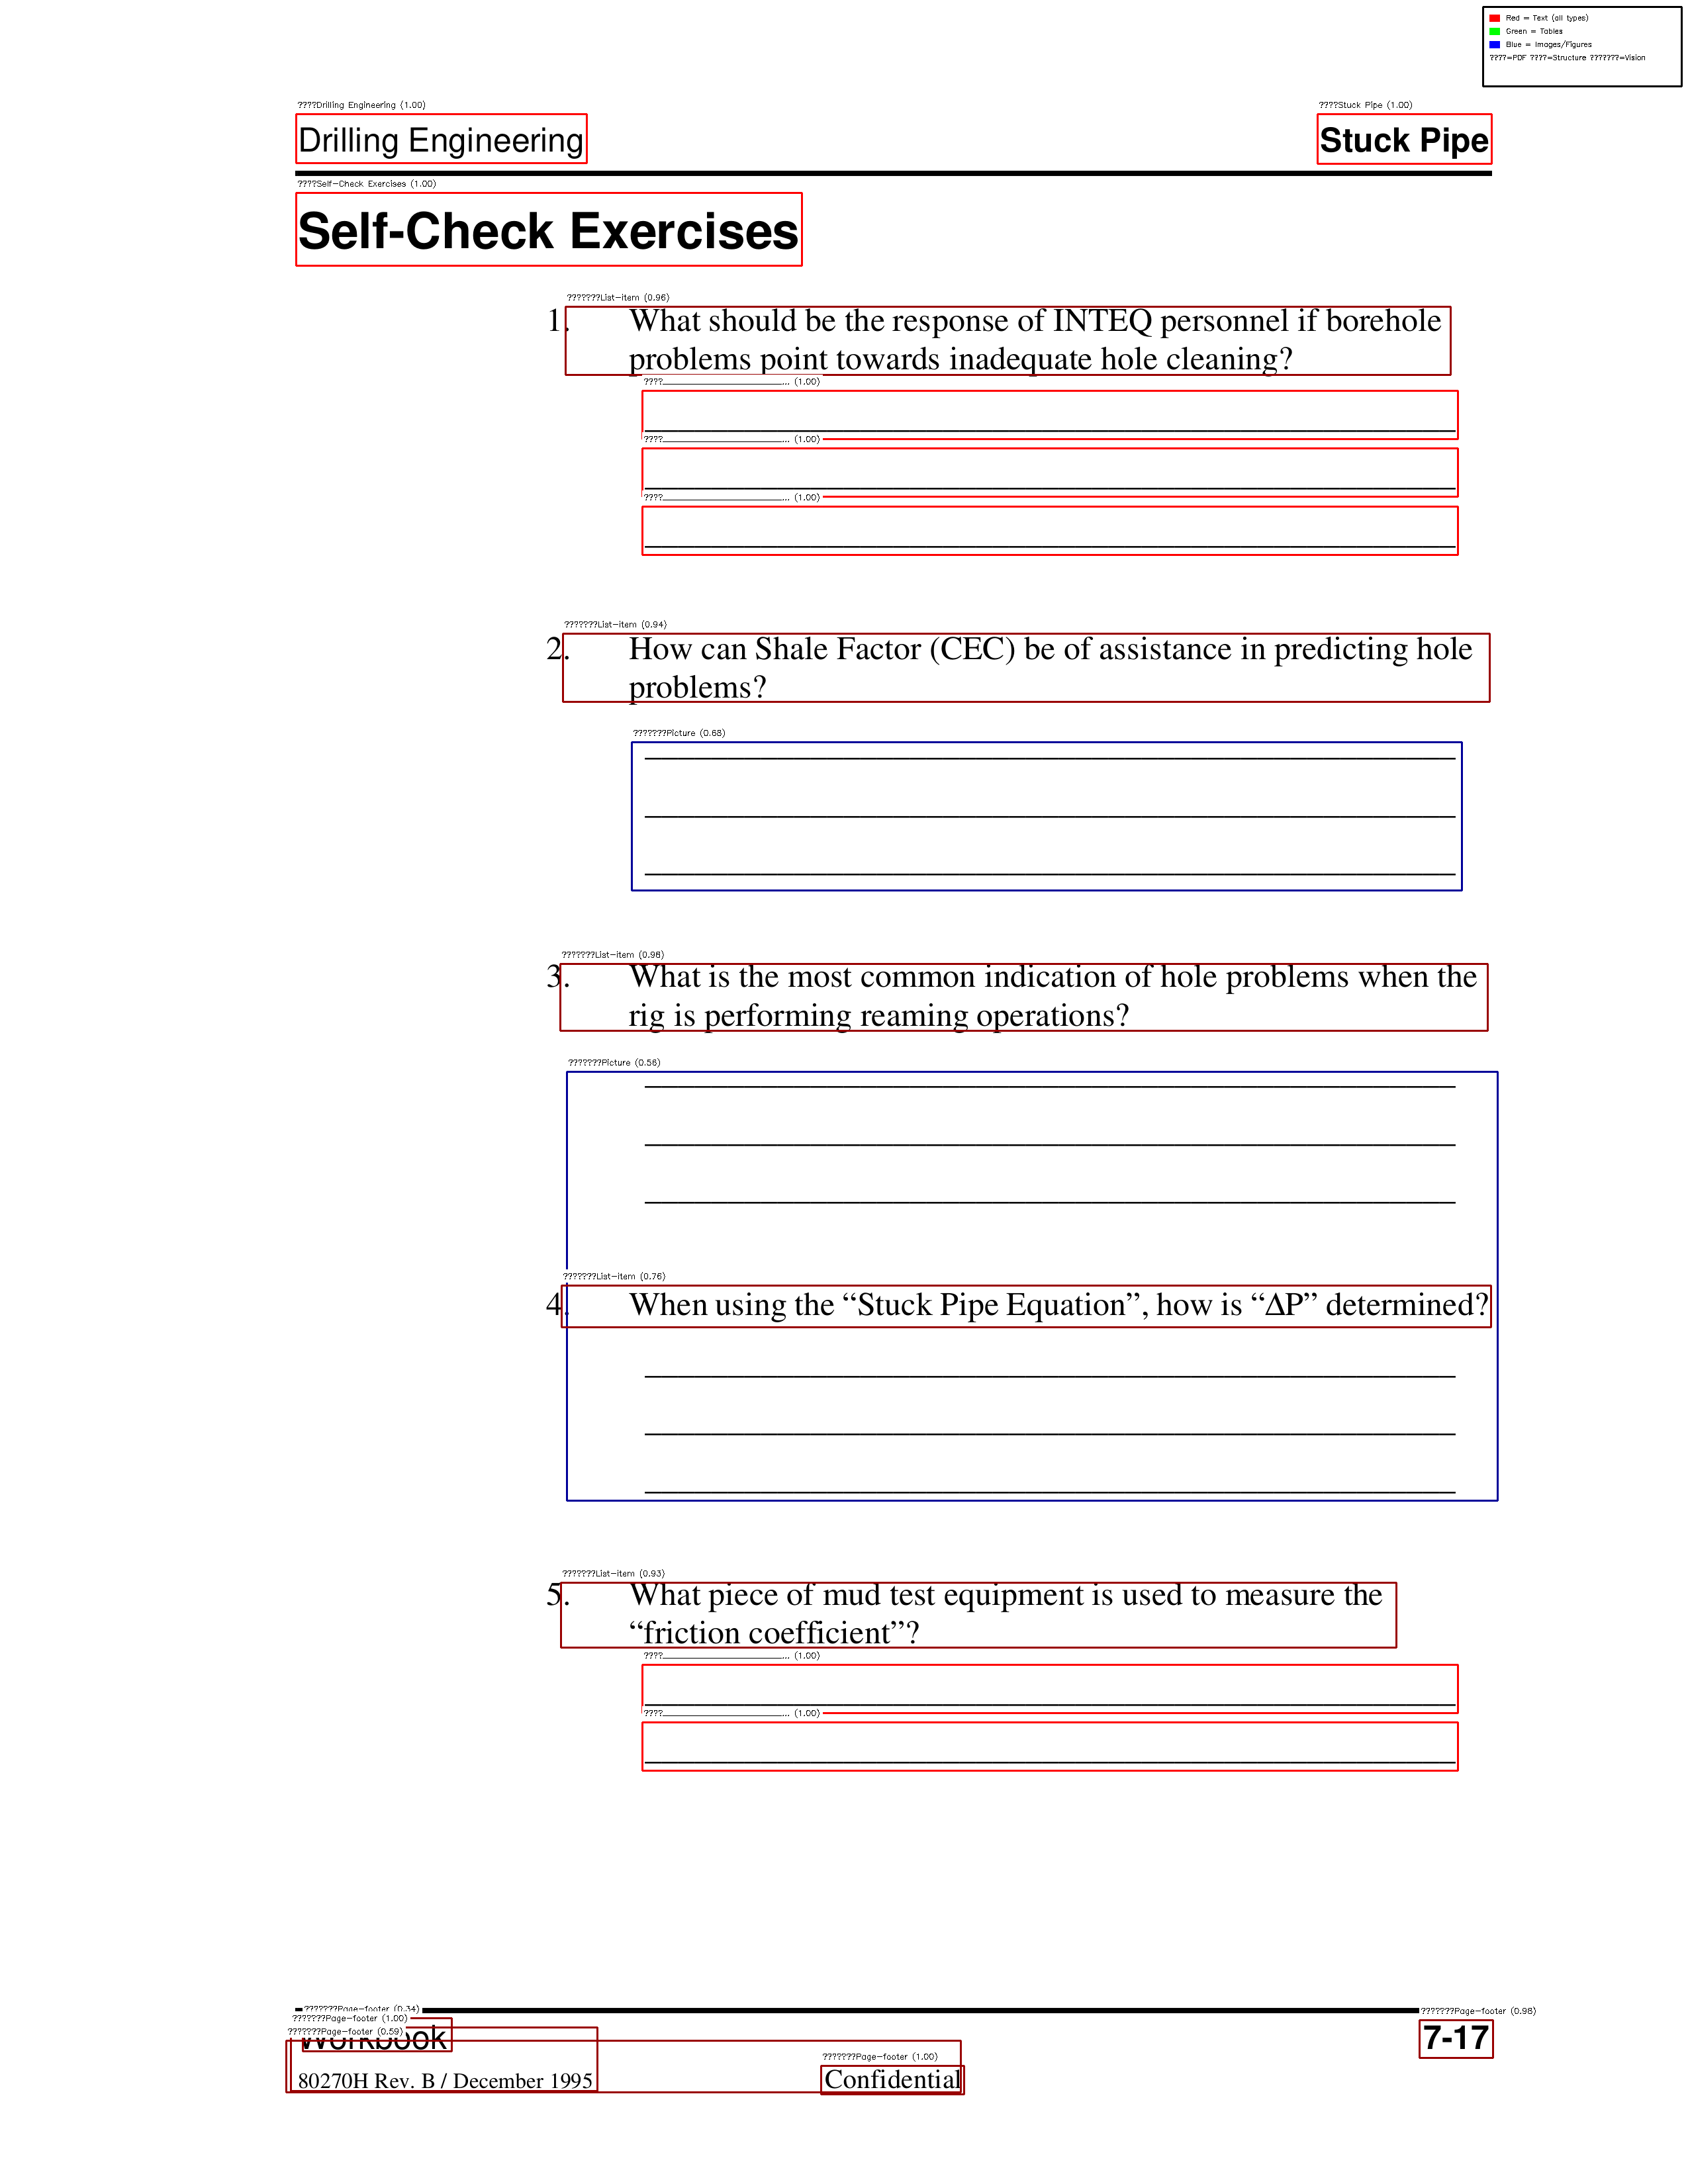 Red = Text (all types)
Green = Tables
Blue = Images/Figures
????=PDF ????=Structure ???????=Vision
????Drilling Engineering (1.00)
????Stuck Pipe (1.00)
Drilling Engineering
Stuck Pipe
????Self-Check Exercises (1.00)
Self-Check Exercises
???????List-item (0.96)
1. What should be the response of INTEQ personnel if borehole
problems point towards inadequate hole cleaning?
????____________________... (1.00)
????____________________... (1.00)
????____________________... (1.00)
???????List-item (0.94)
2. How can Shale Factor (CEC) be of assistance in predicting hole
problems?
???????Picture (0.68)
???????List-item (0.96)
3. What is the most common indication of hole problems when the
rig is performing reaming operations?
???????Picture (0.56)
???????List-item (0.76)
4. When using the “Stuck Pipe Equation”, how is “ΔP” determined?
???????List-item (0.93)
5. What piece of mud test equipment is used to measure the
“friction coefficient”?
????____________________... (1.00)
????____________________... (1.00)
???????Page-footer (0.34)
???????Page-footer (0.98)
???????Page-footer (1.00)
???????Page-footer (0.59)
Workbook
7-17
???????Page-footer (1.00)
80270H Rev. B / December 1995
Confidential